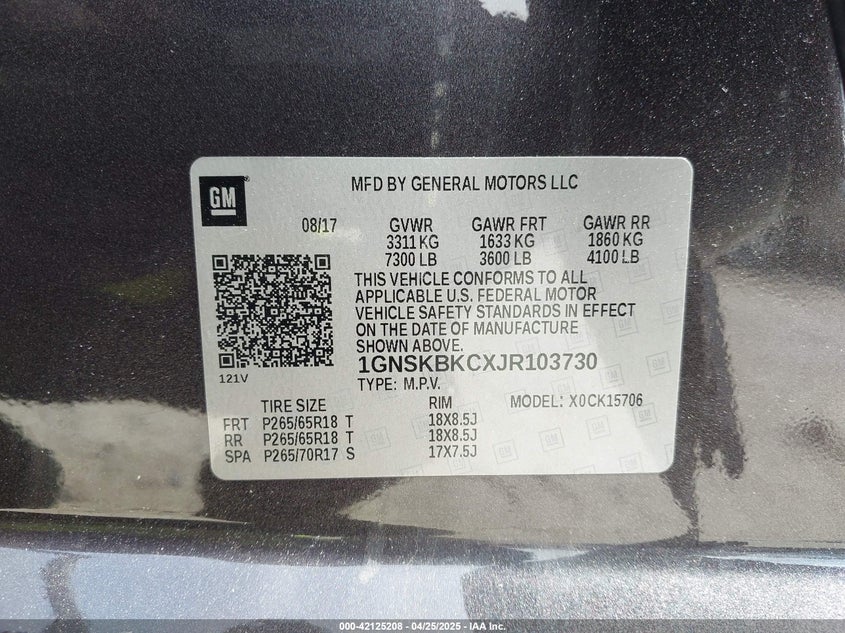 GM
MFD BY GENERAL MOTORS LLC
08/17 GVWR GAWR FRT GAWR RR
3311 KG 1633 KG 1860 KG
7300 LB 3600 LB 4100 LB
THIS VEHICLE CONFORMS TO ALL
APPLICABLE U.S. FEDERAL MOTOR
VEHICLE SAFETY STANDARDS IN EFFECT
ON THE DATE OF MANUFACTURE
SHOWN ABOVE.
1GNSKBKCXJR103730
121V TYPE: M.P.V.
TIRE SIZE RIM MODEL: X0CK15706
FRT P265/65R18 T 18X8.5J
RR P265/65R18 T 18X8.5J
SPA P265/70R17 S 17X7.5J
000-42125208 - 04/25/2025 - IAA Inc.